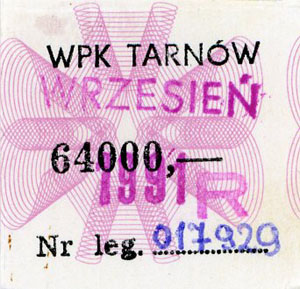 WPK TARNÓW
WRZESIEŃ
64000,—
1991 R
Nr leg. 017929